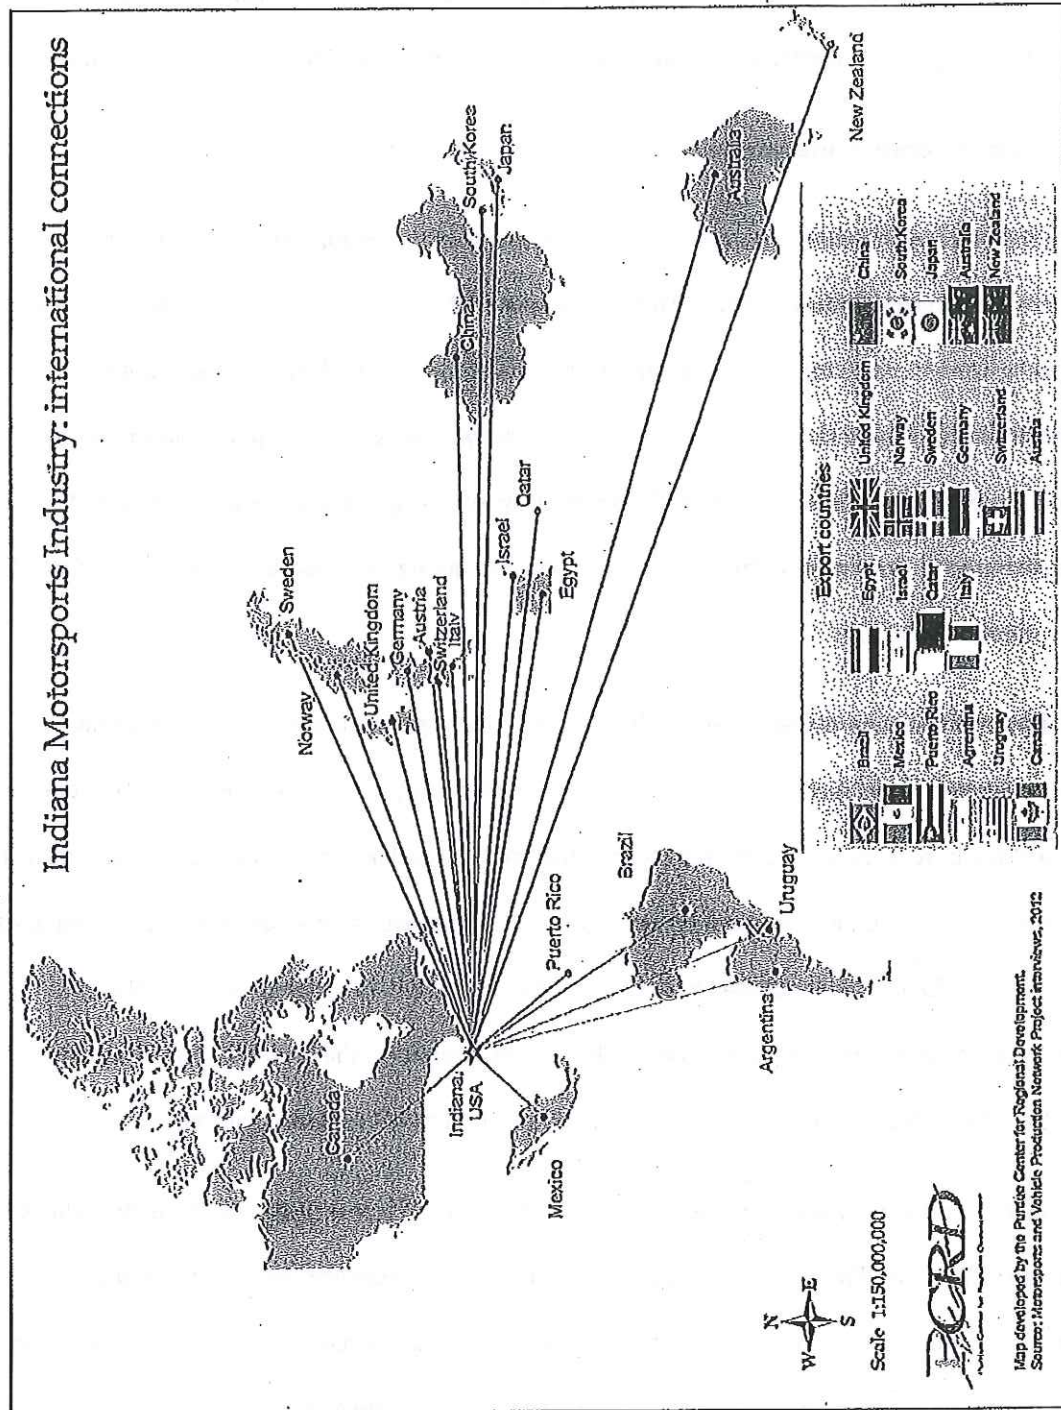 Indiana Motorsports Industry: international connections
Canada
Indiana,
USA
Mexico
Puerto Rico
Brazil
Argentina
Uruguay
Norway
Sweden
United Kingdom
Germany
Austria
Switzerland
Italy
Israel
Qatar
Egypt
China
South Korea
Japan
Australia
New Zealand
N
W
E
S
Scale 1:150,000,000
PCRD
Map developed by the Purdue Center for Regional Development.
Source: Motorsports and Vehicle Production Network Project interviews, 2012
Export countries
Brazil
Mexico
Puerto Rico
Agrentina
Uruguay
Canada
Egypt
Israel
Qatar
Italy
United Kingdom
Norway
Sweden
Germany
Switzerland
Austria
China
South Korea
Japan
Australia
New Zealand